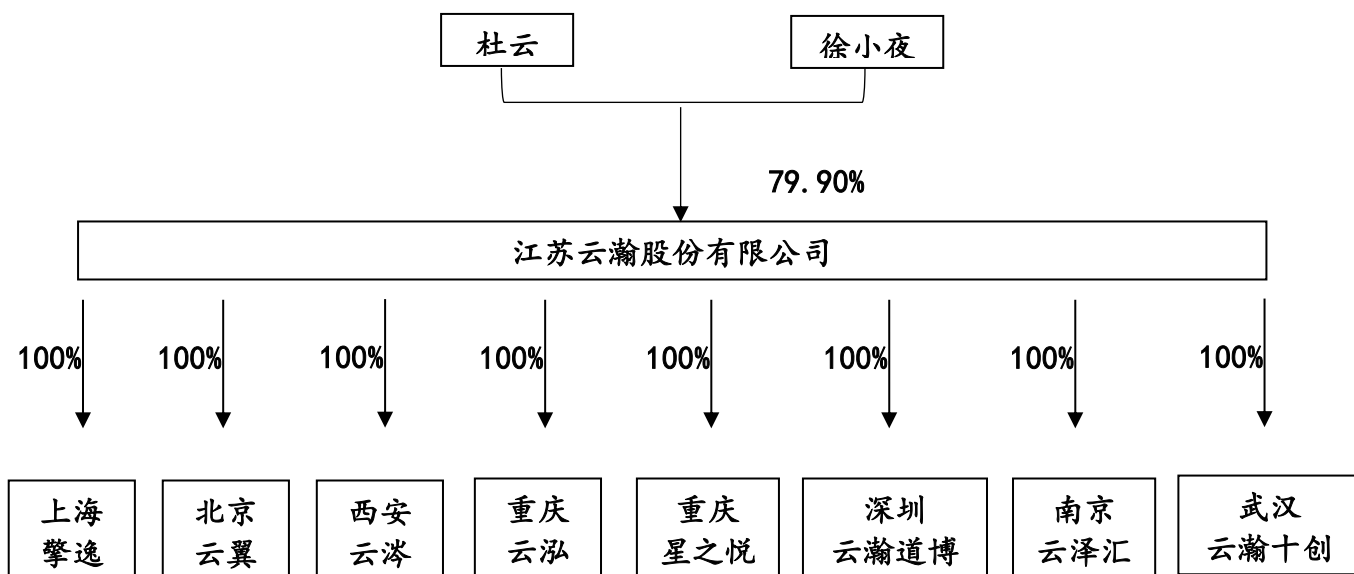 杜云
徐小夜
79.90%
江苏云瀚股份有限公司
100%
100%
100%
100%
100%
100%
100%
100%
上海
擎逸
北京
云翼
西安
云涔
重庆
云泓
重庆
星之悦
深圳
云瀚道博
南京
云泽汇
武汉
云瀚十创